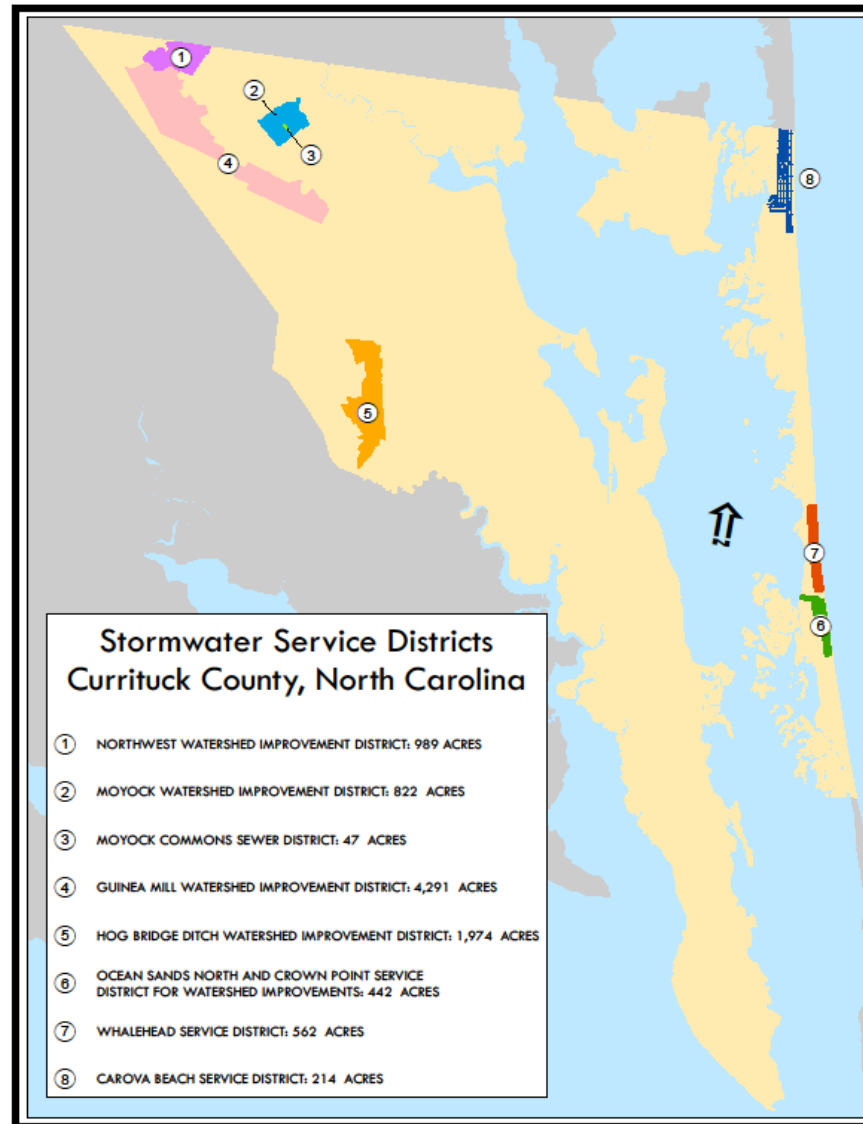 1
2
3
4
8
5
7
6
Stormwater Service Districts
Currituck County, North Carolina
1 NORTHWEST WATERSHED IMPROVEMENT DISTRICT: 989 ACRES
2 MOYOCK WATERSHED IMPROVEMENT DISTRICT: 822 ACRES
3 MOYOCK COMMONS SEWER DISTRICT: 47 ACRES
4 GUINEA MILL WATERSHED IMPROVEMENT DISTRICT: 4,291 ACRES
5 HOG BRIDGE DITCH WATERSHED IMPROVEMENT DISTRICT: 1,974 ACRES
6 OCEAN SANDS NORTH AND CROWN POINT SERVICE
DISTRICT FOR WATERSHED IMPROVEMENTS: 442 ACRES
7 WHALEHEAD SERVICE DISTRICT: 562 ACRES
8 CAROVA BEACH SERVICE DISTRICT: 214 ACRES